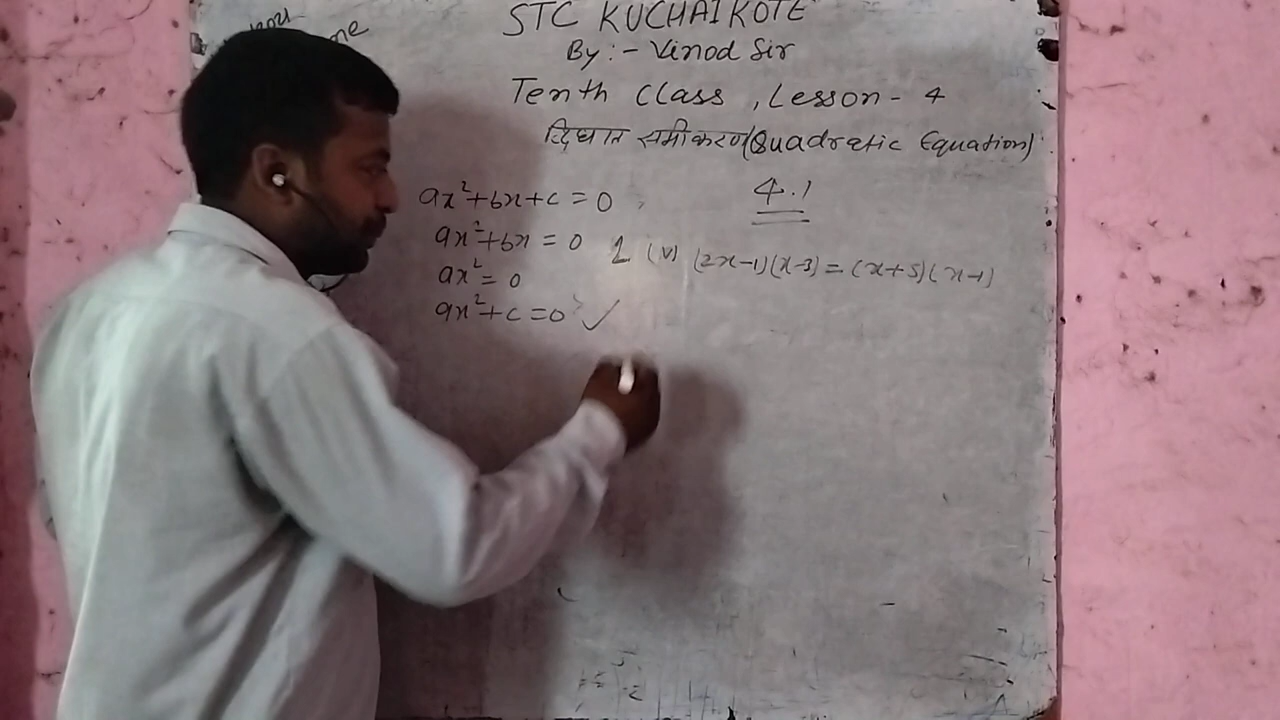 STC KUCHAIKOTE
By :- Vinod Sir
Tenth Class , Lesson - 4
द्विघात समीकरण (Quadratic Equation)
4.1
ax²+bx+c = 0
ax²+bx = 0
ax² = 0
ax²+c = 0 ✓
1 (v) (2x-1)(x-3) = (x+5)(x-1)